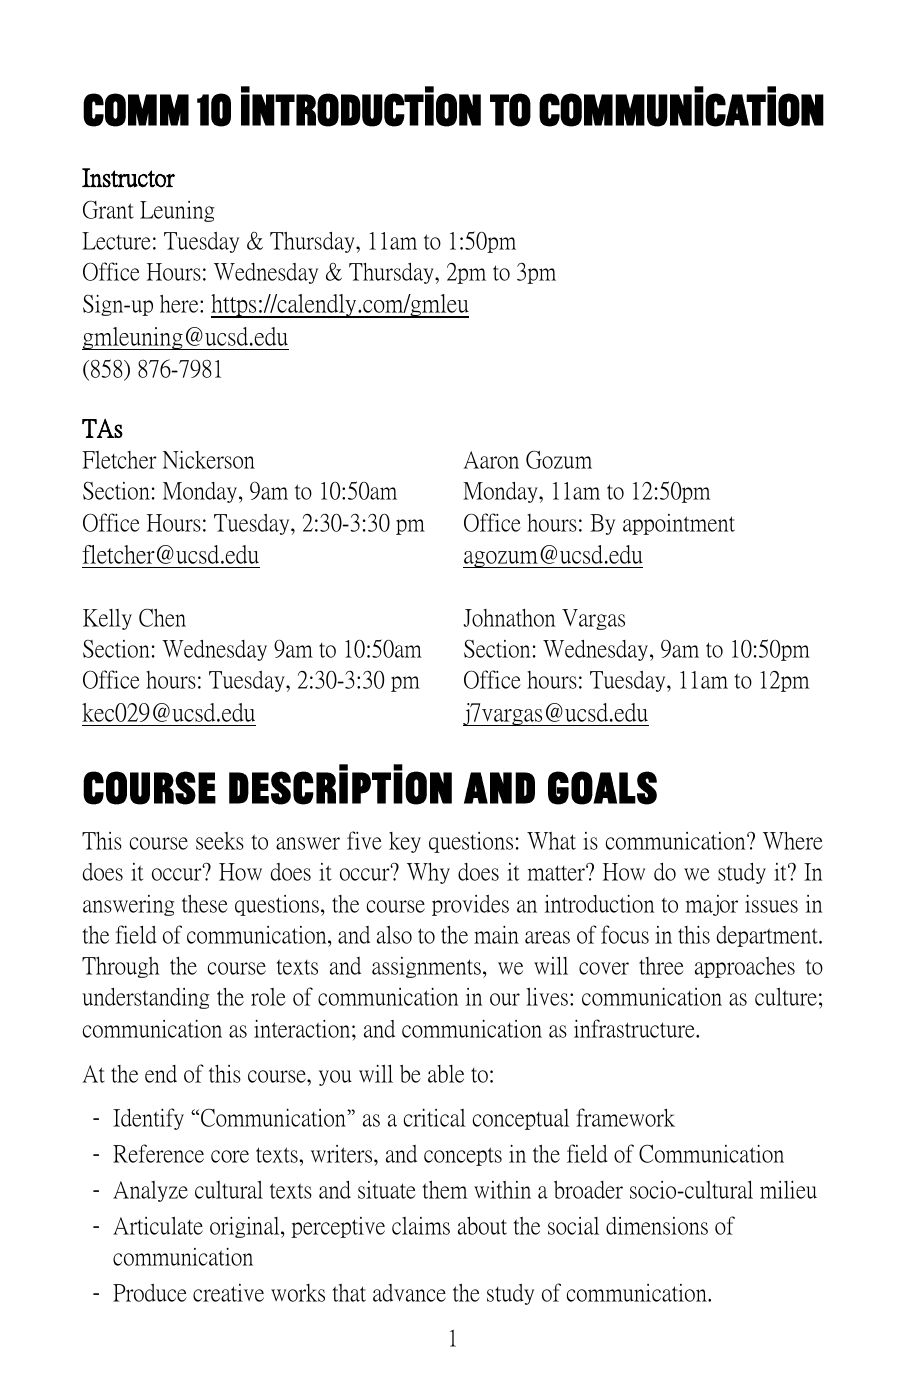 COMM 10 INTRODUCTION TO COMMUNICATION
Instructor
Grant Leuning
Lecture: Tuesday & Thursday, 11am to 1:50pm
Office Hours: Wednesday & Thursday, 2pm to 3pm
Sign-up here: https://calendly.com/gmleu
gmleuning@ucsd.edu
(858) 876-7981
TAs
Fletcher Nickerson
Section: Monday, 9am to 10:50am
Office Hours: Tuesday, 2:30-3:30 pm
fletcher@ucsd.edu
Aaron Gozum
Monday, 11am to 12:50pm
Office hours: By appointment
agozum@ucsd.edu
Kelly Chen
Section: Wednesday 9am to 10:50am
Office hours: Tuesday, 2:30-3:30 pm
kec029@ucsd.edu
Johnathon Vargas
Section: Wednesday, 9am to 10:50pm
Office hours: Tuesday, 11am to 12pm
j7vargas@ucsd.edu
COURSE DESCRIPTION AND GOALS
This course seeks to answer five key questions: What is communication? Where
does it occur? How does it occur? Why does it matter? How do we study it? In
answering these questions, the course provides an introduction to major issues in
the field of communication, and also to the main areas of focus in this department.
Through the course texts and assignments, we will cover three approaches to
understanding the role of communication in our lives: communication as culture;
communication as interaction; and communication as infrastructure.
At the end of this course, you will be able to:
- Identify “Communication” as a critical conceptual framework
- Reference core texts, writers, and concepts in the field of Communication
- Analyze cultural texts and situate them within a broader socio-cultural milieu
- Articulate original, perceptive claims about the social dimensions of
communication
- Produce creative works that advance the study of communication.
1